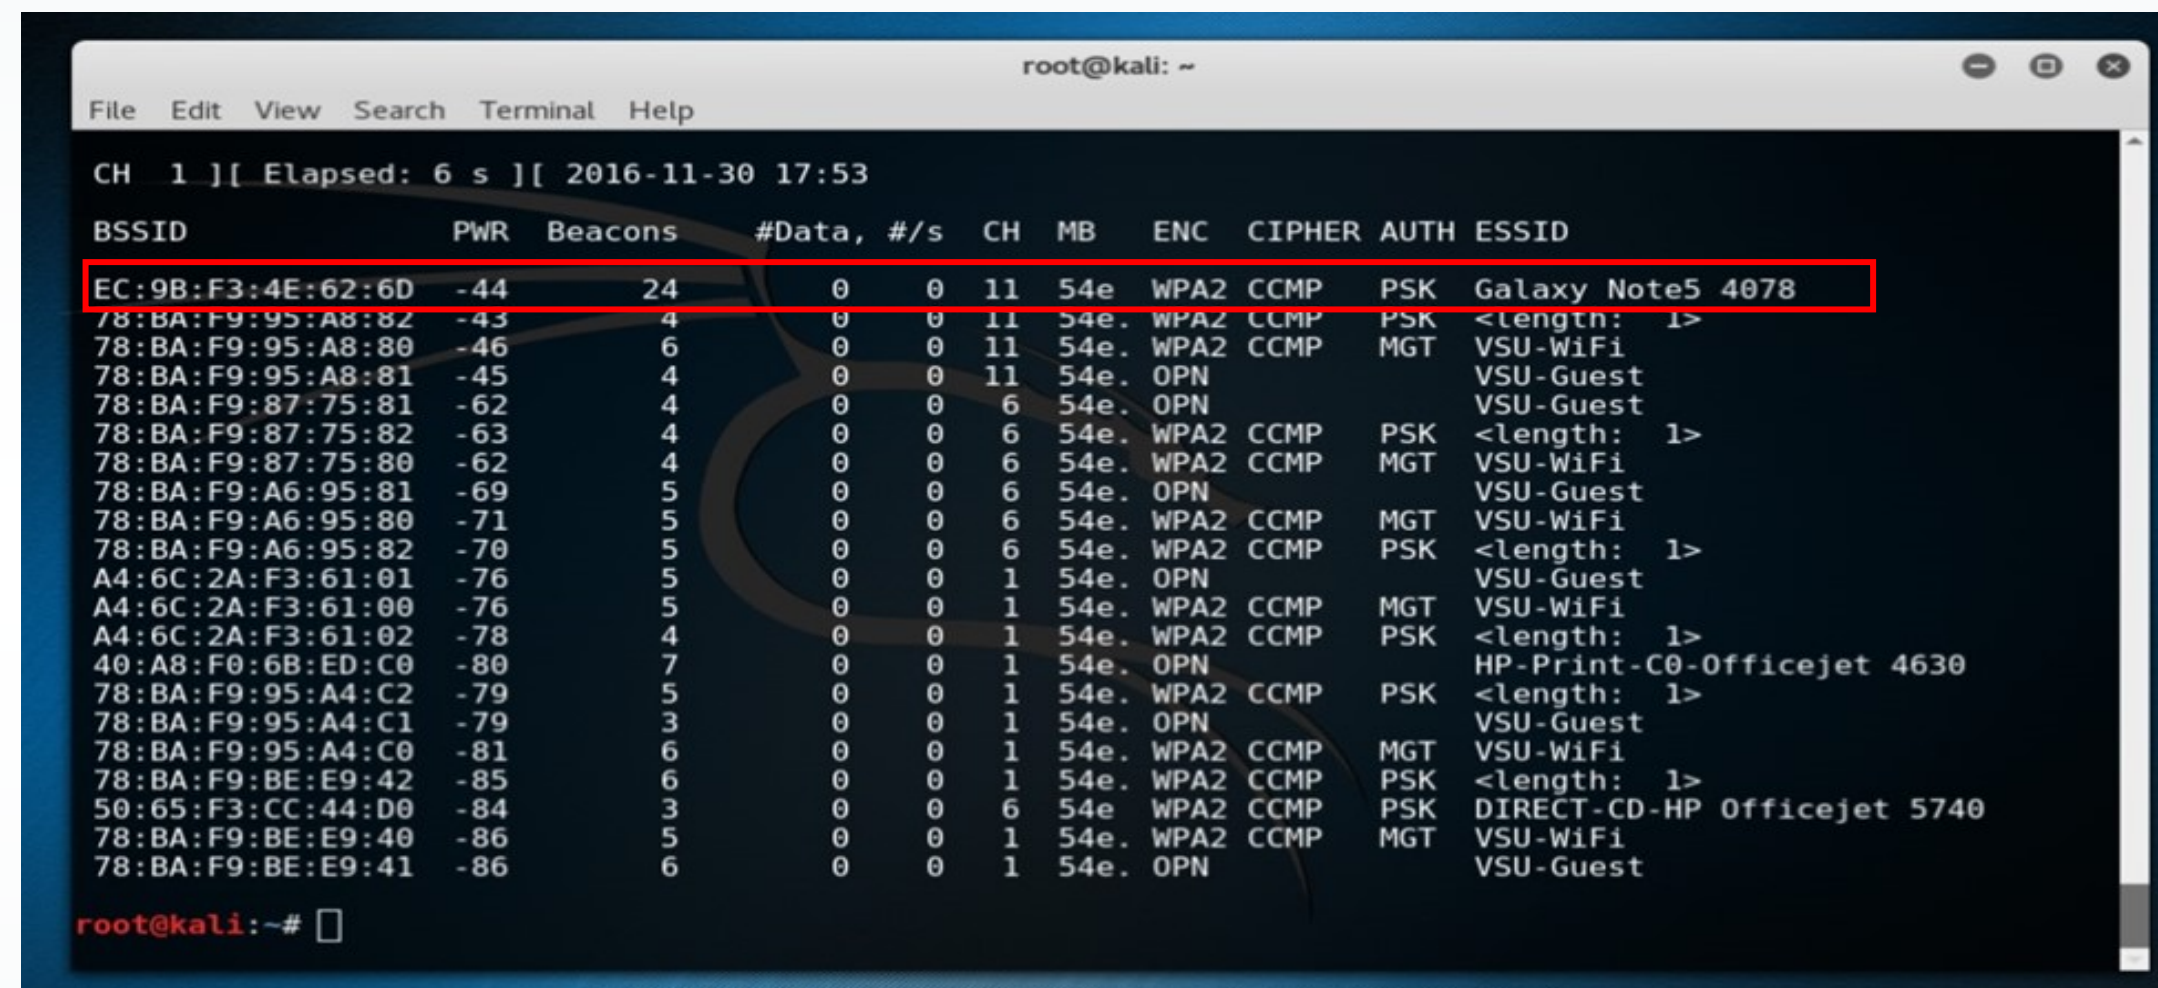 root@kali: ~
File Edit View Search Terminal Help
CH 1 ][ Elapsed: 6 s ][ 2016-11-30 17:53
BSSID PWR Beacons #Data, #/s CH MB ENC CIPHER AUTH ESSID
EC:9B:F3:4E:62:6D -44 24 0 0 11 54e WPA2 CCMP PSK Galaxy Note5 4078
78:BA:F9:95:A8:82 -43 4 0 0 11 54e. WPA2 CCMP PSK <length: 1>
78:BA:F9:95:A8:80 -46 6 0 0 11 54e. WPA2 CCMP MGT VSU-WiFi
78:BA:F9:95:A8:81 -45 4 0 0 11 54e. OPN VSU-Guest
78:BA:F9:87:75:81 -62 4 0 0 6 54e. OPN VSU-Guest
78:BA:F9:87:75:82 -63 4 0 0 6 54e. WPA2 CCMP PSK <length: 1>
78:BA:F9:87:75:80 -62 4 0 0 6 54e. WPA2 CCMP MGT VSU-WiFi
78:BA:F9:A6:95:81 -69 5 0 0 6 54e. OPN VSU-Guest
78:BA:F9:A6:95:80 -71 5 0 0 6 54e. WPA2 CCMP MGT VSU-WiFi
78:BA:F9:A6:95:82 -70 5 0 0 6 54e. WPA2 CCMP PSK <length: 1>
A4:6C:2A:F3:61:01 -76 5 0 0 1 54e. OPN VSU-Guest
A4:6C:2A:F3:61:00 -76 5 0 0 1 54e. WPA2 CCMP MGT VSU-WiFi
A4:6C:2A:F3:61:02 -78 4 0 0 1 54e. WPA2 CCMP PSK <length: 1>
40:A8:F0:6B:ED:C0 -80 7 0 0 1 54e. OPN HP-Print-C0-Officejet 4630
78:BA:F9:95:A4:C2 -79 5 0 0 1 54e. WPA2 CCMP PSK <length: 1>
78:BA:F9:95:A4:C1 -79 3 0 0 1 54e. OPN VSU-Guest
78:BA:F9:95:A4:C0 -81 6 0 0 1 54e. WPA2 CCMP MGT VSU-WiFi
78:BA:F9:BE:E9:42 -85 6 0 0 1 54e. WPA2 CCMP PSK <length: 1>
50:65:F3:CC:44:D0 -84 3 0 0 6 54e WPA2 CCMP PSK DIRECT-CD-HP Officejet 5740
78:BA:F9:BE:E9:40 -86 5 0 0 1 54e. WPA2 CCMP MGT VSU-WiFi
78:BA:F9:BE:E9:41 -86 6 0 0 1 54e. OPN VSU-Guest
root@kali:~#